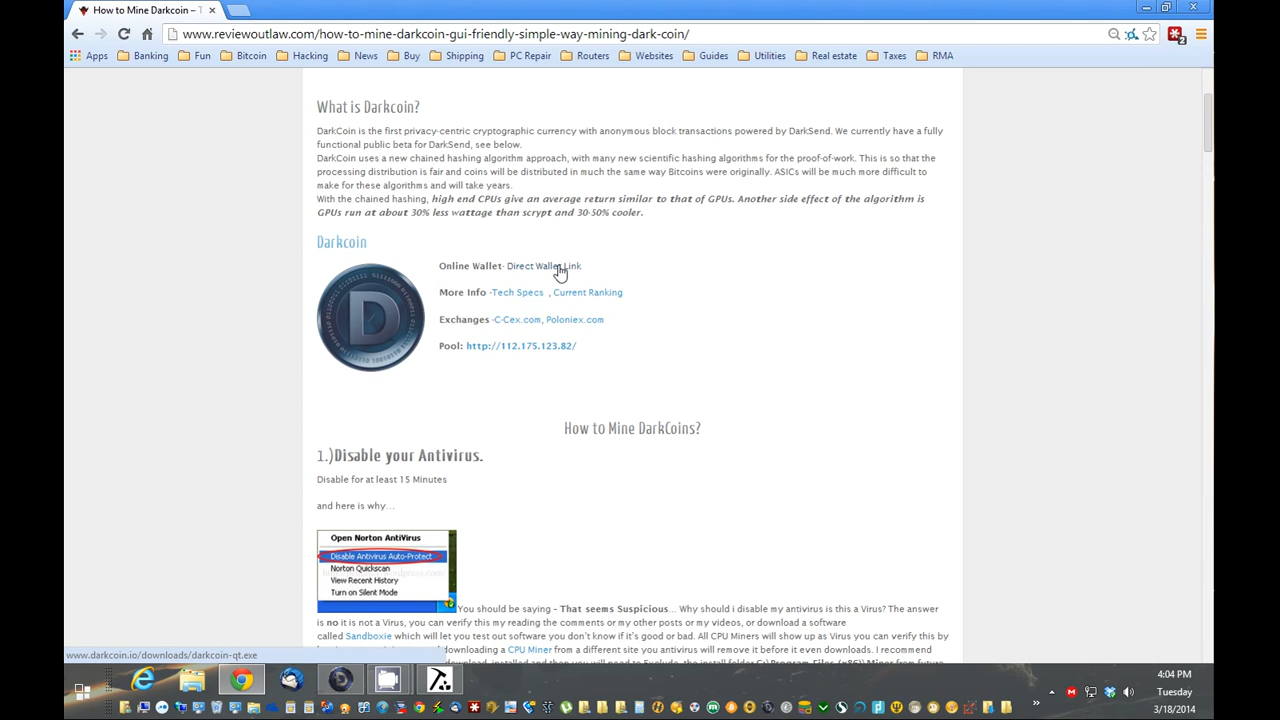 How to Mine Darkcoin – T
www.reviewoutlaw.com/how-to-mine-darkcoin-gui-friendly-simple-way-mining-dark-coin/
2
Apps Banking Fun Bitcoin Hacking News Buy Shipping PC Repair Routers Websites Guides Utilities Real estate Taxes RMA
What is Darkcoin?
DarkCoin is the first privacy-centric cryptographic currency with anonymous block transactions powered by DarkSend. We currently have a fully
functional public beta for DarkSend, see below.
DarkCoin uses a new chained hashing algorithm approach, with many new scientific hashing algorithms for the proof-of-work. This is so that the
processing distribution is fair and coins will be distributed in much the same way Bitcoins were originally. ASICs will be much more difficult to
make for these algorithms and will take years.
With the chained hashing, high end CPUs give an average return similar to that of GPUs. Another side effect of the algorithm is
GPUs run at about 30% less wattage than scrypt and 30-50% cooler.
Darkcoin
Online Wallet- Direct Wallet Link
More Info -Tech Specs , Current Ranking
Exchanges -C-Cex.com, Poloniex.com
Pool: http://112.175.123.82/
How to Mine DarkCoins?
1.)Disable your Antivirus.
Disable for at least 15 Minutes
and here is why...
Open Norton AntiVirus
Disable Antivirus Auto-Protect
Norton Quickscan
View Recent History
Turn on Silent Mode
You should be saying – That seems Suspicious... Why should i disable my antivirus is this a Virus? The answer
is no it is not a Virus, you can verify this my reading the comments or my other posts or my videos, or download a software
called Sandboxie which will let you test out software you don't know if it's good or bad. All CPU Miners will show up as Virus you can verify this by
downloading a CPU Miner from a different site you antivirus will remove it before it even downloads. I recommend
www.darkcoin.io/downloads/darkcoin-qt.exe
4:04 PM
Tuesday
3/18/2014